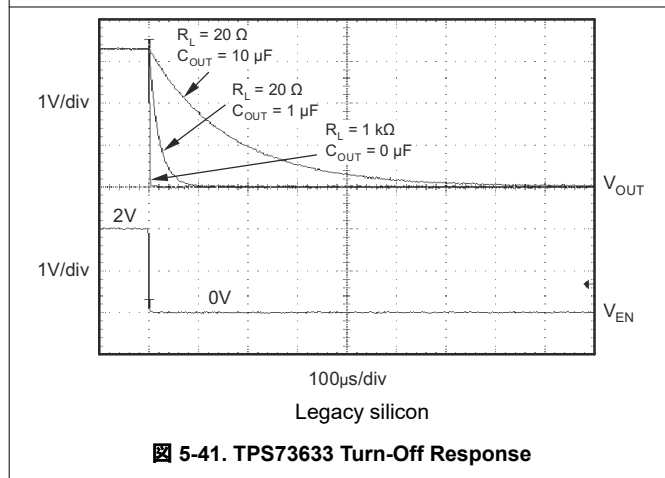 R_L = 20 Ω
C_OUT = 10 µF
R_L = 20 Ω
C_OUT = 1 µF
1V/div
R_L = 1 kΩ
C_OUT = 0 µF
V_OUT
2V
1V/div
0V
V_EN
100µs/div
Legacy silicon
図 5-41. TPS73633 Turn-Off Response